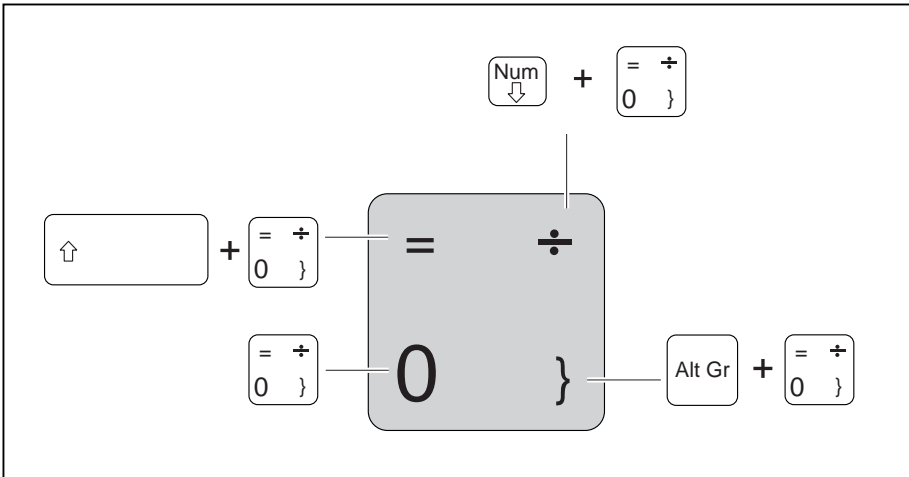 Num + = ÷
⇩ 0 }
⇧ + = ÷
0 }
= ÷
0 }
= ÷
0 }
Alt Gr + = ÷
0 }